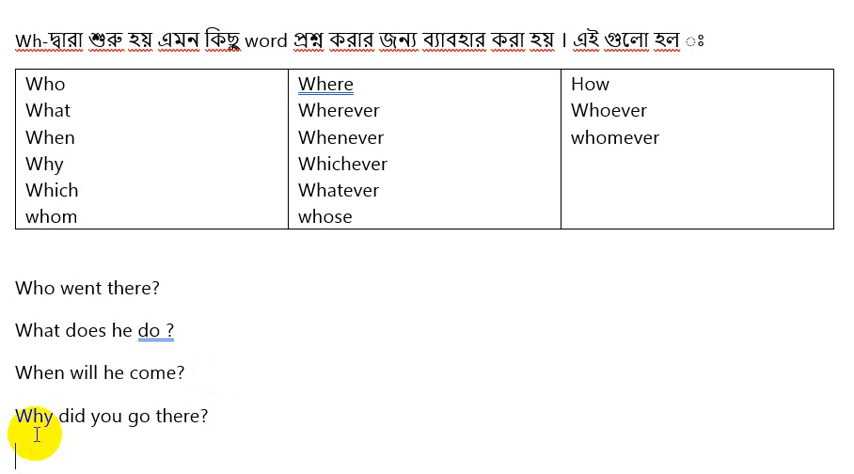 Wh-দ্বারা শুরু হয় এমন কিছু word প্রশ্ন করার জন্য ব্যাবহার করা হয় । এই গুলো হল ঃ
Who
What
When
Why
Which
whom
Where
Wherever
Whenever
Whichever
Whatever
whose
How
Whoever
whomever
Who went there?
What does he do ?
When will he come?
Why did you go there?